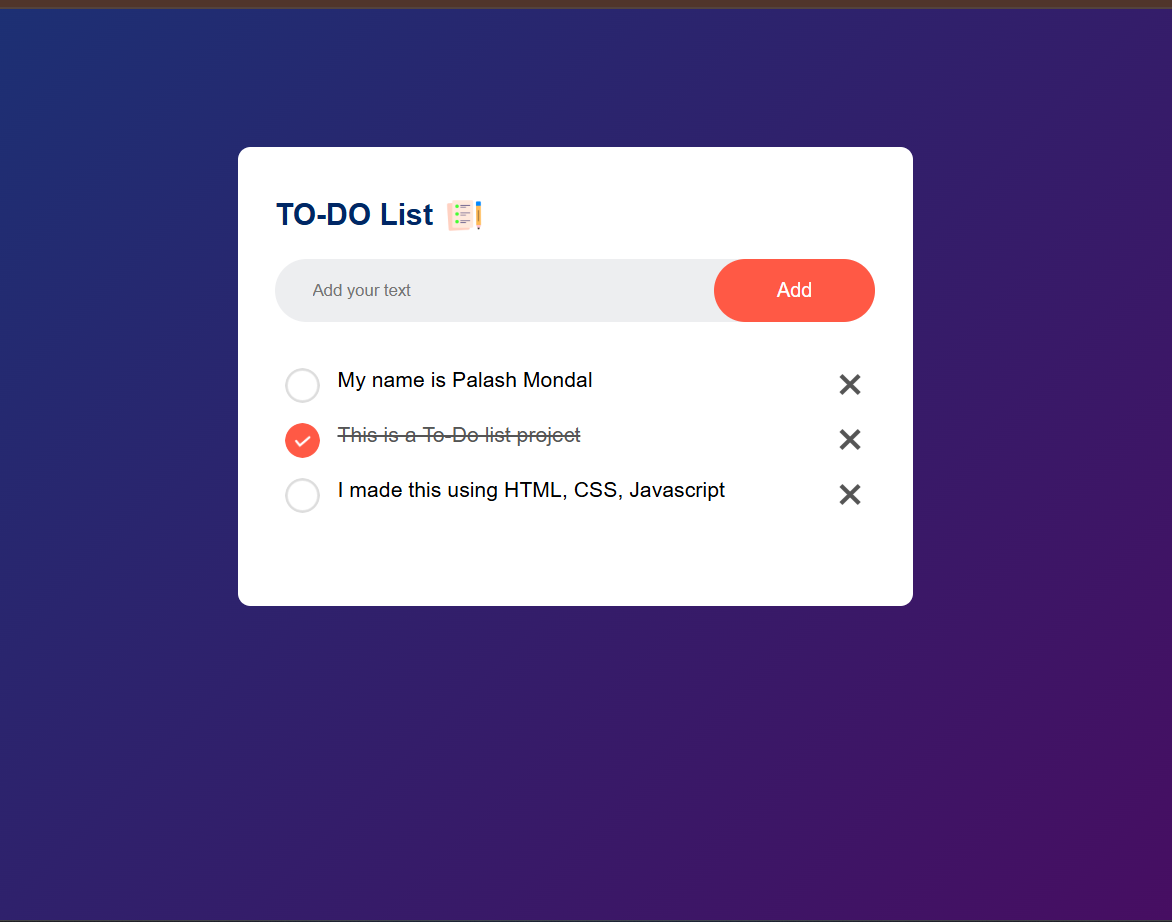 TO-DO List
Add your text
Add
My name is Palash Mondal
This is a To-Do list project
I made this using HTML, CSS, Javascript